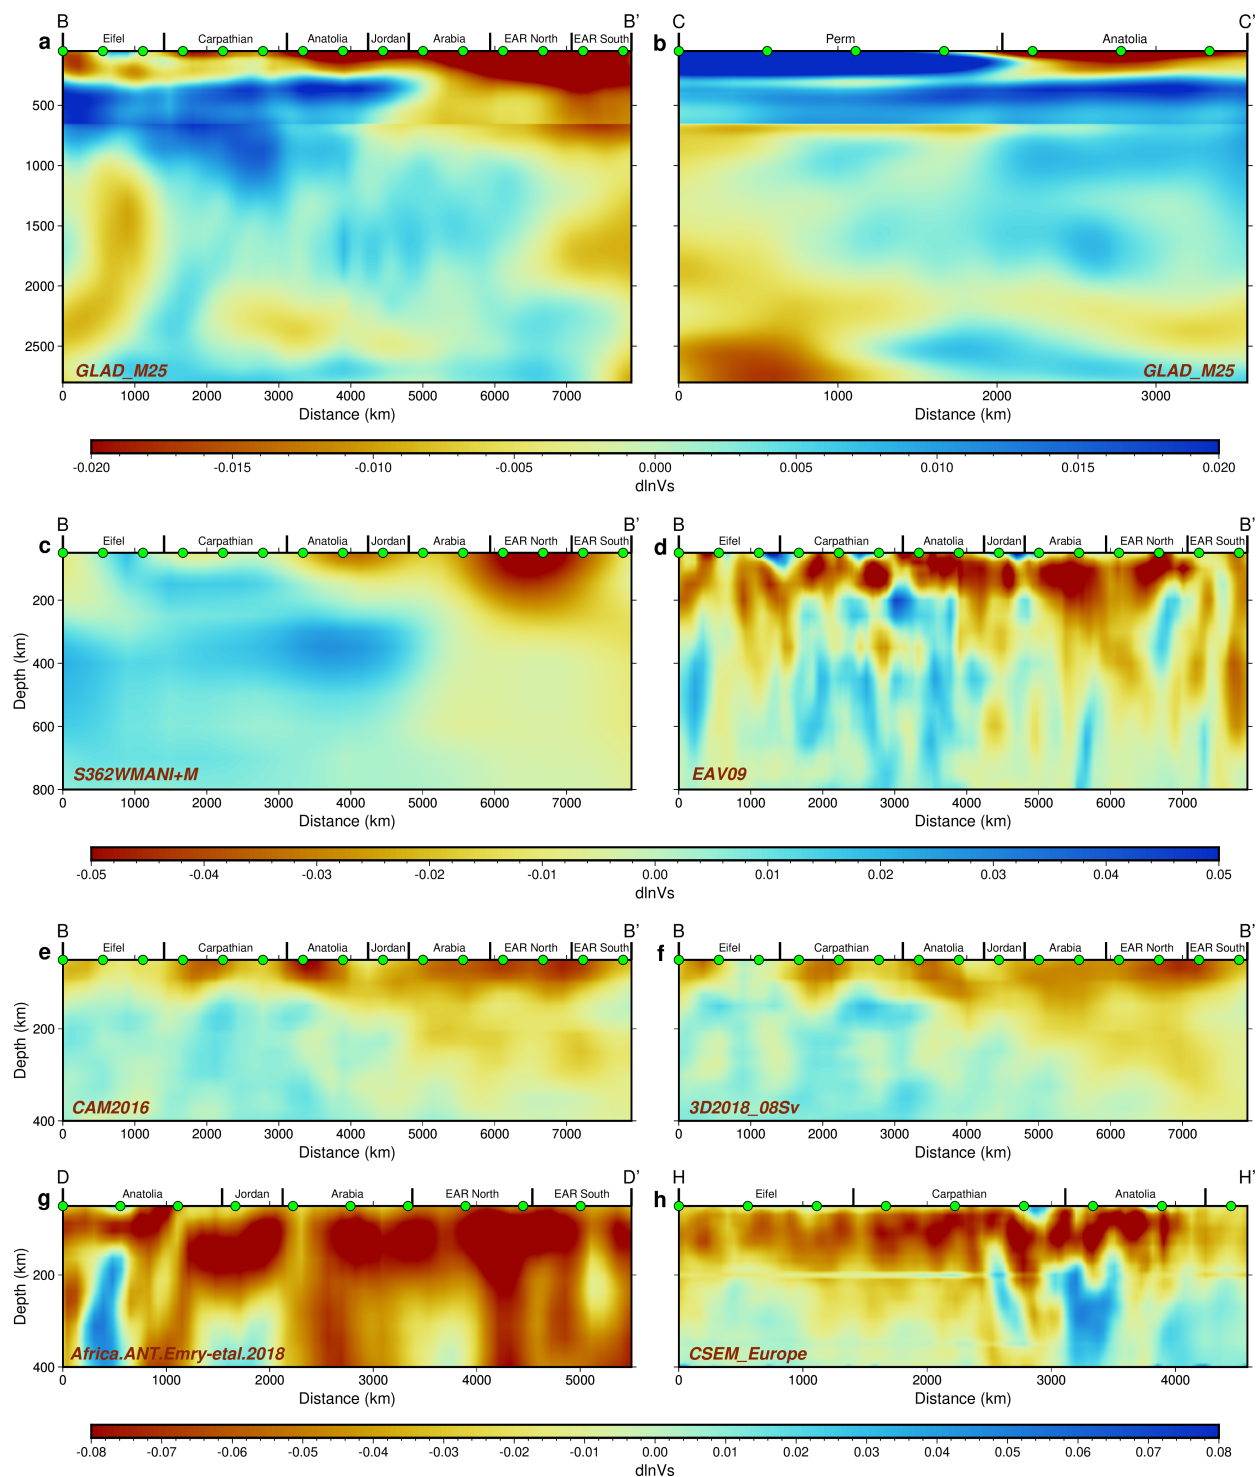 B B' C C'
a Eifel Carpathian Anatolia Jordan Arabia EAR North EAR South b Perm Anatolia
500
1000
1500
2000
2500
GLAD_M25 GLAD_M25
0 1000 2000 3000 4000 5000 6000 7000 0 1000 2000 3000
Distance (km) Distance (km)
-0.020 -0.015 -0.010 -0.005 0.000 0.005 0.010 0.015 0.020
dlnVs
B B' B B'
c Eifel Carpathian Anatolia Jordan Arabia EAR North EAR South d Eifel Carpathian Anatolia Jordan Arabia EAR North EAR South
200
400
600
800
Depth (km)
S362WMANI+M EAV09
0 1000 2000 3000 4000 5000 6000 7000 0 1000 2000 3000 4000 5000 6000 7000
Distance (km) Distance (km)
-0.05 -0.04 -0.03 -0.02 -0.01 0.00 0.01 0.02 0.03 0.04 0.05
dlnVs
B B' B B'
e Eifel Carpathian Anatolia Jordan Arabia EAR North EAR South f Eifel Carpathian Anatolia Jordan Arabia EAR North EAR South
200
400
Depth (km)
CAM2016 3D2018_08Sv
0 1000 2000 3000 4000 5000 6000 7000 0 1000 2000 3000 4000 5000 6000 7000
Distance (km) Distance (km)
D D' H H'
g Anatolia Jordan Arabia EAR North EAR South h Eifel Carpathian Anatolia
200
400
Depth (km)
Africa.ANT.Emry-etal.2018 CSEM_Europe
0 1000 2000 3000 4000 5000 0 1000 2000 3000 4000
Distance (km) Distance (km)
-0.08 -0.07 -0.06 -0.05 -0.04 -0.03 -0.02 -0.01 0.00 0.01 0.02 0.03 0.04 0.05 0.06 0.07 0.08
dlnVs